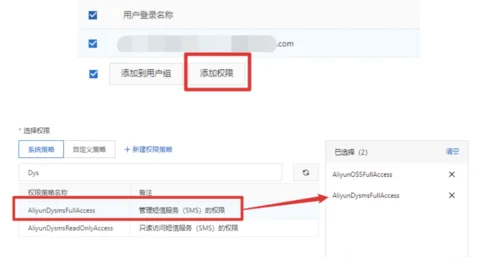 用户登录名称
.com
添加到用户组 添加权限
* 选择权限
系统策略 自定义策略 + 新建权限策略
Dys
权限策略名称 备注
AliyunDysmsFullAccess 管理短信服务（SMS）的权限
AliyunDysmsReadOnlyAccess 只读访问短信服务（SMS）的权限
已选择（2） 清空
AliyunOSSFullAccess
AliyunDysmsFullAccess